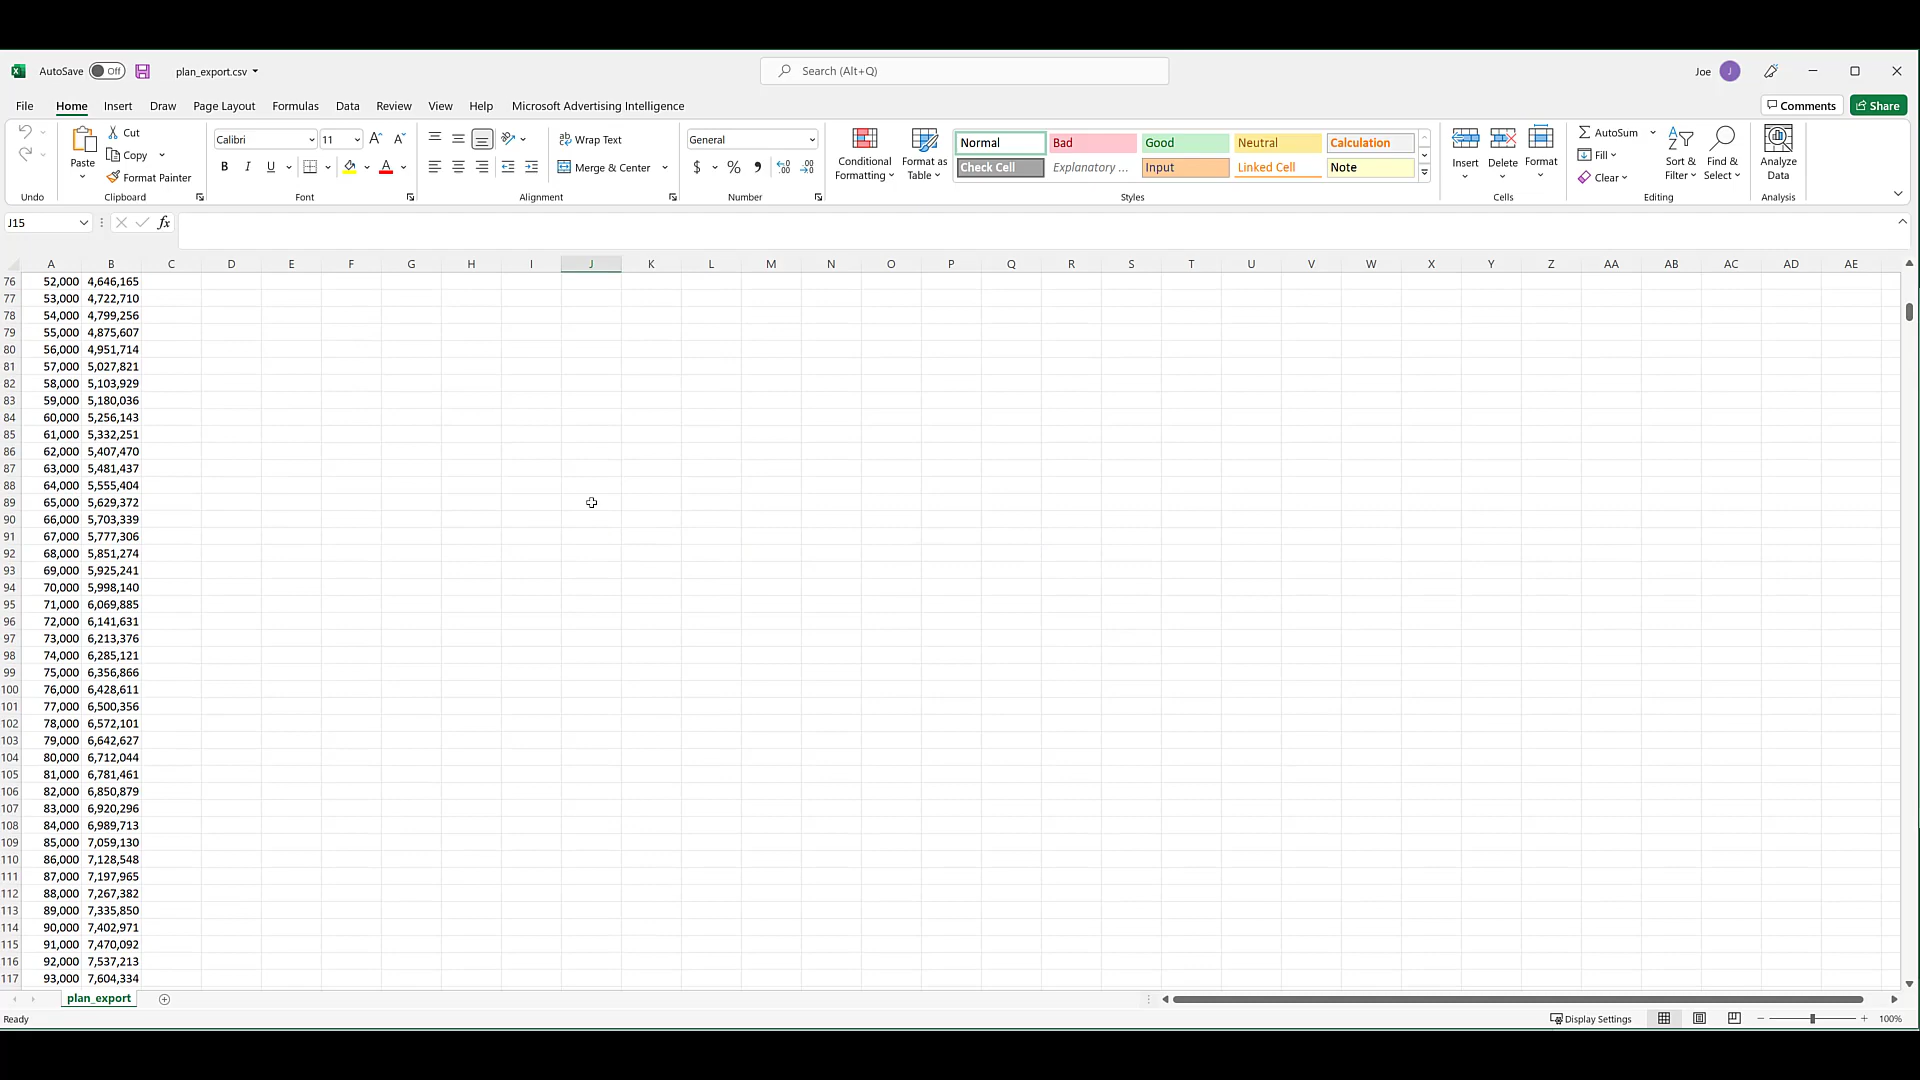 AutoSave Off plan_export.csv Search (Alt+Q) Joe J
File Home Insert Draw Page Layout Formulas Data Review View Help Microsoft Advertising Intelligence Comments Share
Paste Cut Copy Format Painter
Calibri 11 A A
B I U A
Wrap Text
Merge & Center
General
$ % ,
Conditional Formatting
Format as Table
Normal Bad Good Neutral Calculation
Check Cell Explanatory ... Input Linked Cell Note
Insert Delete Format
AutoSum
Fill
Clear
Sort & Filter
Find & Select
Analyze Data
Undo Clipboard Font Alignment Number Styles Cells Editing Analysis
J15 fx
A B C D E F G H I J K L M N O P Q R S T U V W X Y Z AA AB AC AD AE
76 52,000 4,646,165
77 53,000 4,722,710
78 54,000 4,799,256
79 55,000 4,875,607
80 56,000 4,951,714
81 57,000 5,027,821
82 58,000 5,103,929
83 59,000 5,180,036
84 60,000 5,256,143
85 61,000 5,332,251
86 62,000 5,407,470
87 63,000 5,481,437
88 64,000 5,555,404
89 65,000 5,629,372
90 66,000 5,703,339
91 67,000 5,777,306
92 68,000 5,851,274
93 69,000 5,925,241
94 70,000 5,998,140
95 71,000 6,069,885
96 72,000 6,141,631
97 73,000 6,213,376
98 74,000 6,285,121
99 75,000 6,356,866
100 76,000 6,428,611
101 77,000 6,500,356
102 78,000 6,572,101
103 79,000 6,642,627
104 80,000 6,712,044
105 81,000 6,781,461
106 82,000 6,850,879
107 83,000 6,920,296
108 84,000 6,989,713
109 85,000 7,059,130
110 86,000 7,128,548
111 87,000 7,197,965
112 88,000 7,267,382
113 89,000 7,335,850
114 90,000 7,402,971
115 91,000 7,470,092
116 92,000 7,537,213
117 93,000 7,604,334
plan_export
Ready Display Settings 100%